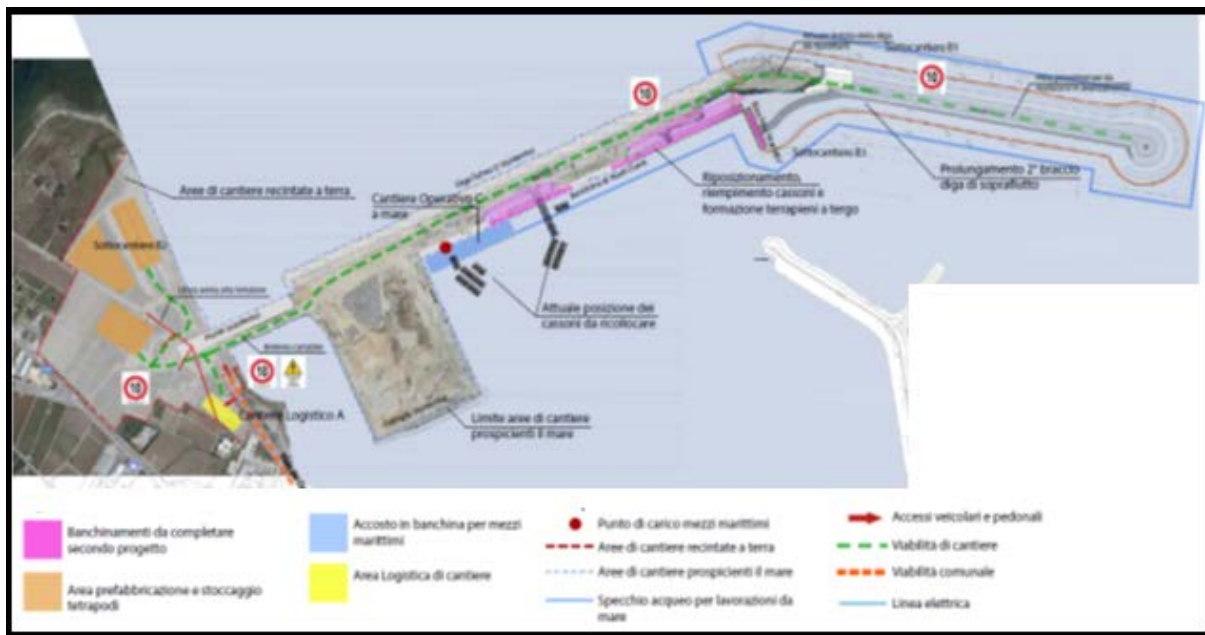 Sottocantiere B1
10
10
Aree di cantiere recintate a terra
Cantiere Operativo C
a mare
Sottocantiere B1
Prolungamento 2° braccio
diga di sopraflutto
Riposizionamento,
riempimento cassoni e
formazione terrapieni a tergo
Sottocantiere B2
Attuale posizione dei
cassoni da ricollocare
10
10
Cantiere Logistico A
Limite aree di cantiere
prospicienti il mare
Banchinamenti da completare
secondo progetto
Accosto in banchina per mezzi
marittimi
Punto di carico mezzi marittimi
Accessi veicolari e pedonali
Aree di cantiere recintate a terra
Viabilità di cantiere
Area prefabbricazione e stoccaggio
tetrapodi
Area Logistica di cantiere
Aree di cantiere prospicienti il mare
Viabilità comunale
Specchio acqueo per lavorazioni da
mare
Linea elettrica